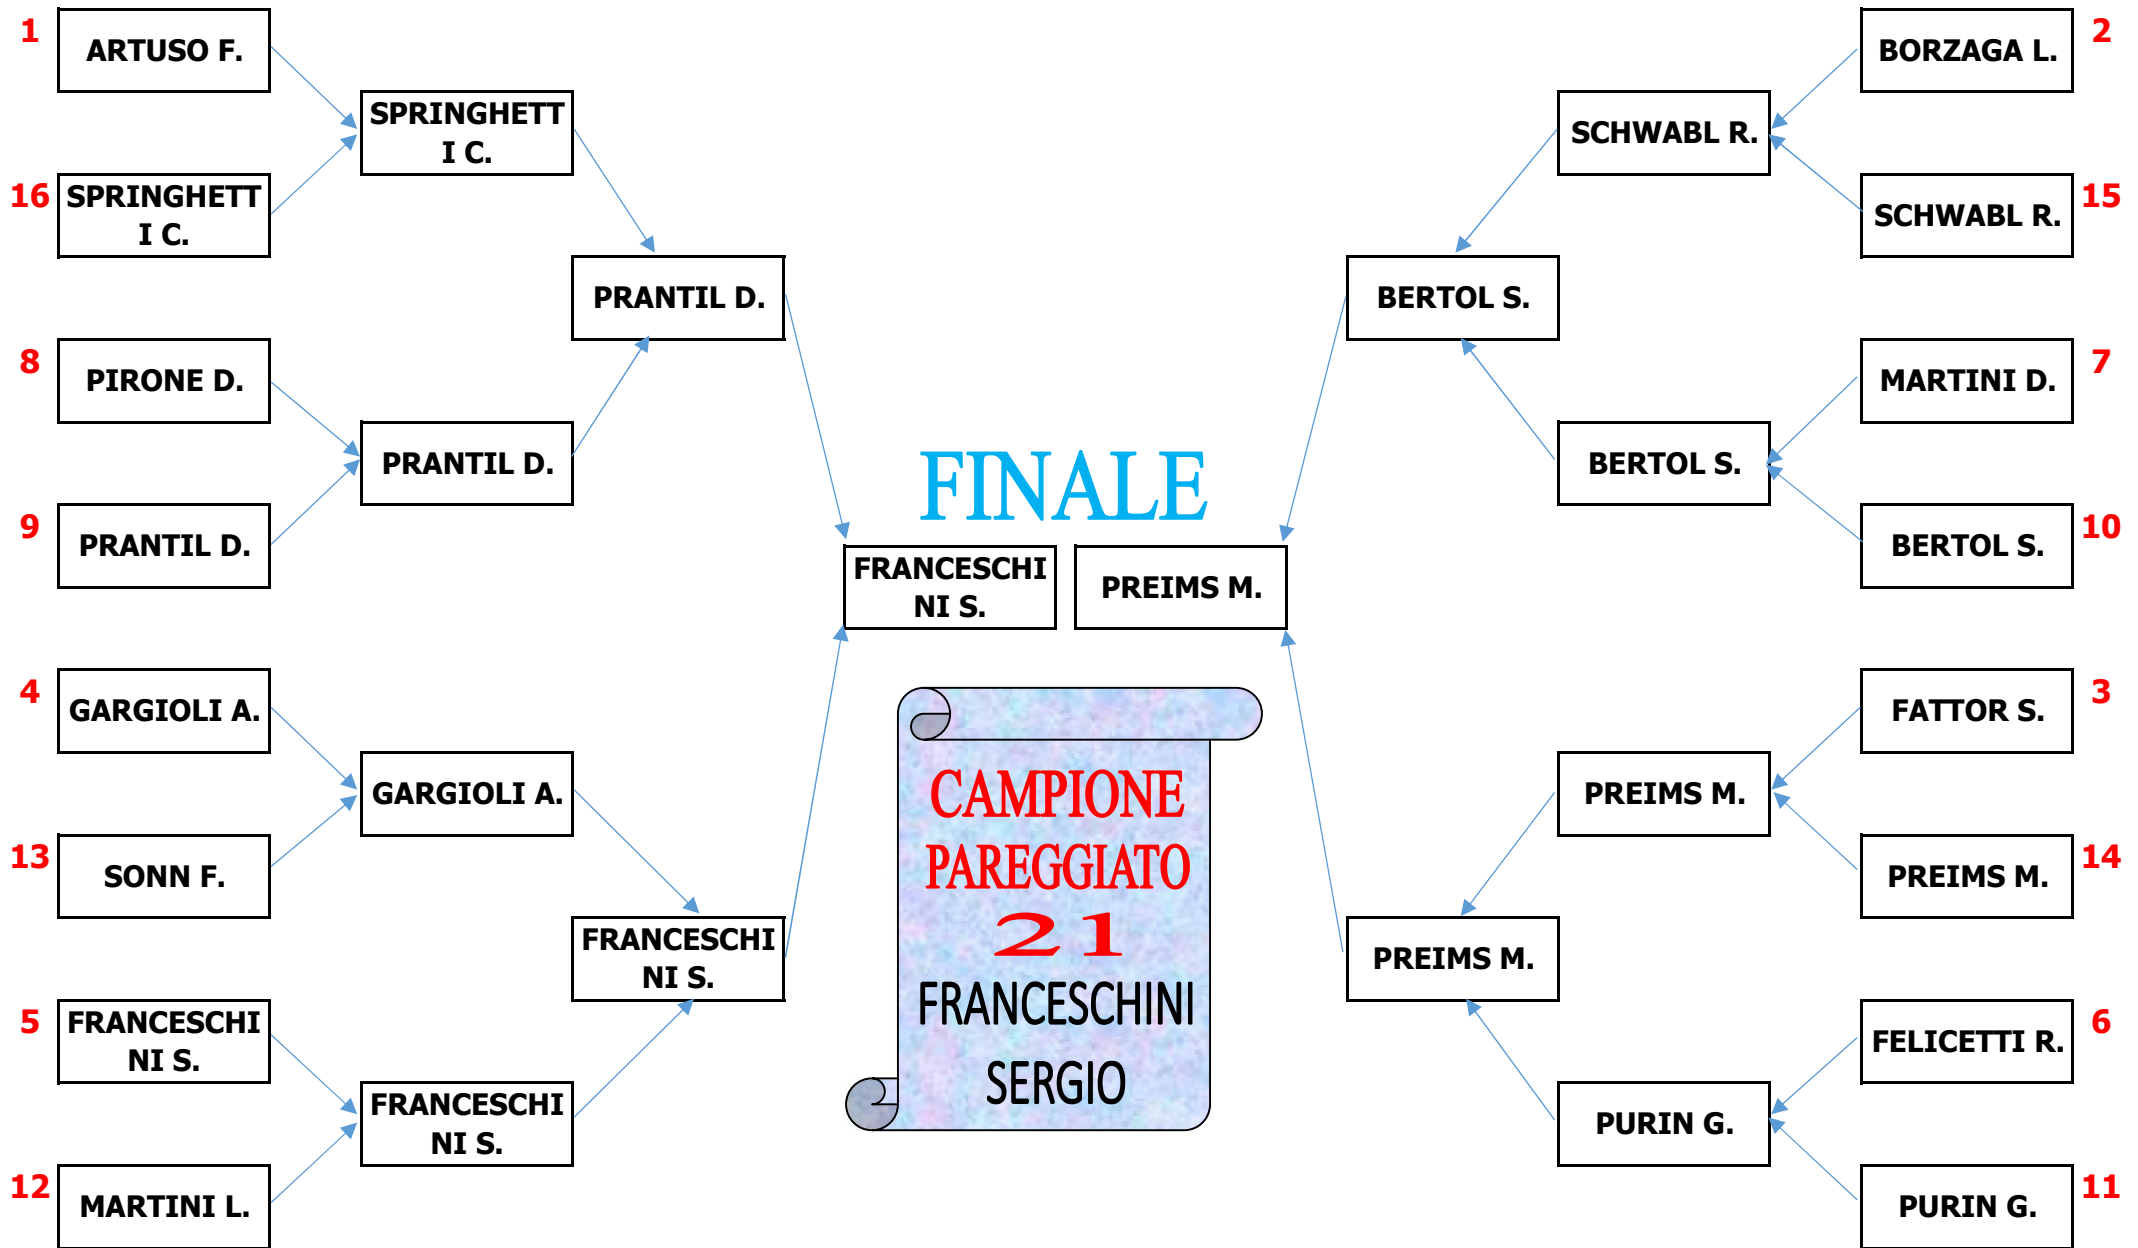 1
ARTUSO F.
2
BORZAGA L.
SPRINGHETT
I C.
SCHWABL R.
16
SPRINGHETT
I C.
15
SCHWABL R.
PRANTIL D.
BERTOL S.
8
PIRONE D.
7
MARTINI D.
PRANTIL D.
FINALE
BERTOL S.
9
PRANTIL D.
10
BERTOL S.
FRANCESCHI
NI S.
PREIMS M.
4
GARGIOLI A.
3
FATTOR S.
GARGIOLI A.
CAMPIONE
PAREGGIATO
21
FRANCESCHINI
SERGIO
PREIMS M.
13
SONN F.
14
PREIMS M.
FRANCESCHI
NI S.
PREIMS M.
5
FRANCESCHI
NI S.
6
FELICETTI R.
FRANCESCHI
NI S.
PURIN G.
12
MARTINI L.
11
PURIN G.